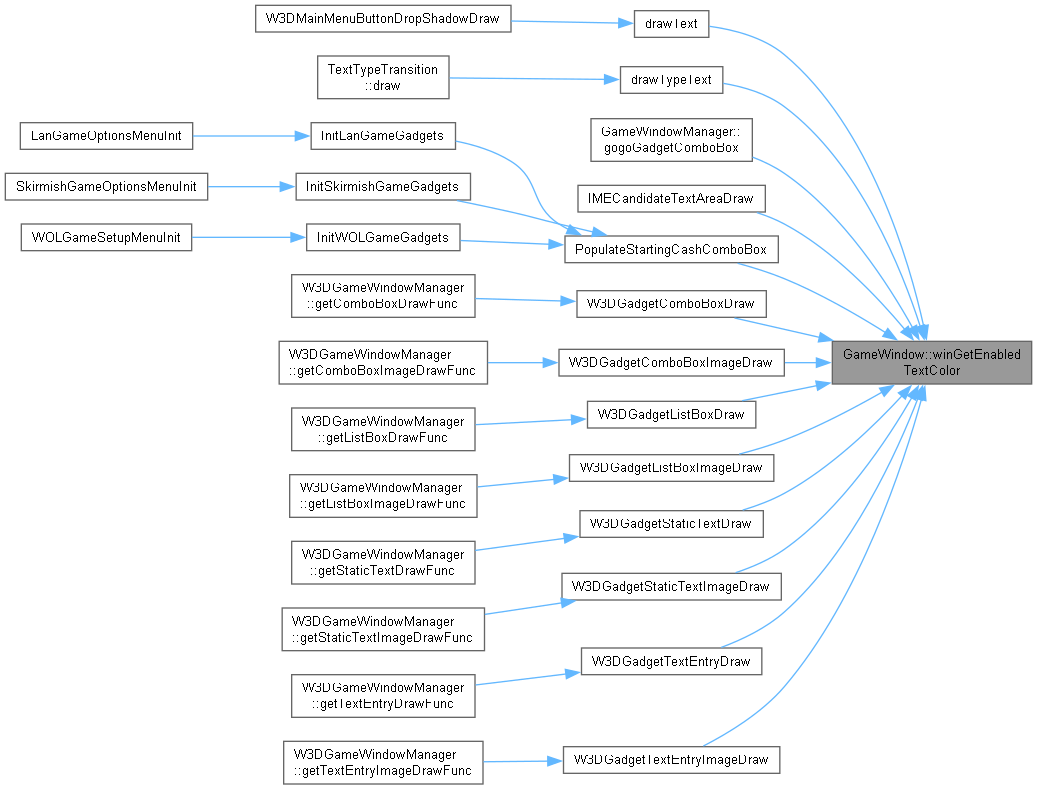 W3DMainMenuButtonDropShadowDraw
drawText
TextTypeTransition
::draw
drawTypeText
GameWindowManager::
gogoGadgetComboBox
LanGameOptionsMenuInit
InitLanGameGadgets
IMECandidateTextAreaDraw
SkirmishGameOptionsMenuInit
InitSkirmishGameGadgets
WOLGameSetupMenuInit
InitWOLGameGadgets
PopulateStartingCashComboBox
W3DGameWindowManager
::getComboBoxDrawFunc
W3DGadgetComboBoxDraw
GameWindow::winGetEnabled
TextColor
W3DGameWindowManager
::getComboBoxImageDrawFunc
W3DGadgetComboBoxImageDraw
W3DGameWindowManager
::getListBoxDrawFunc
W3DGadgetListBoxDraw
W3DGameWindowManager
::getListBoxImageDrawFunc
W3DGadgetListBoxImageDraw
W3DGameWindowManager
::getStaticTextDrawFunc
W3DGadgetStaticTextDraw
W3DGameWindowManager
::getStaticTextImageDrawFunc
W3DGadgetStaticTextImageDraw
W3DGameWindowManager
::getTextEntryDrawFunc
W3DGadgetTextEntryDraw
W3DGameWindowManager
::getTextEntryImageDrawFunc
W3DGadgetTextEntryImageDraw